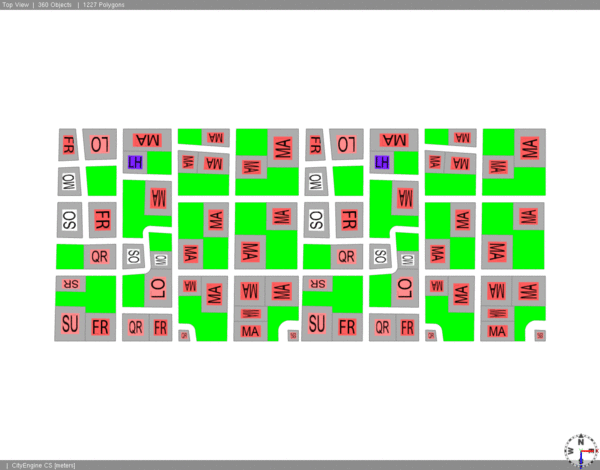 Top View | 360 Objects | 1227 Polygons
FR LO MA MA MA FR LO MA MA MA
LH MA MA MA LH MA MA MA
OM OM
MA MA
SO FR MA MA SO FR MA MA
QR SO OM MA MA QR SO OM MA MA
SR LO MA MA MA MA SR LO MA MA MA MA
SU FR QR FR MA SU FR QR FR MA
N
W E
S
| CityEngine CS [meters]